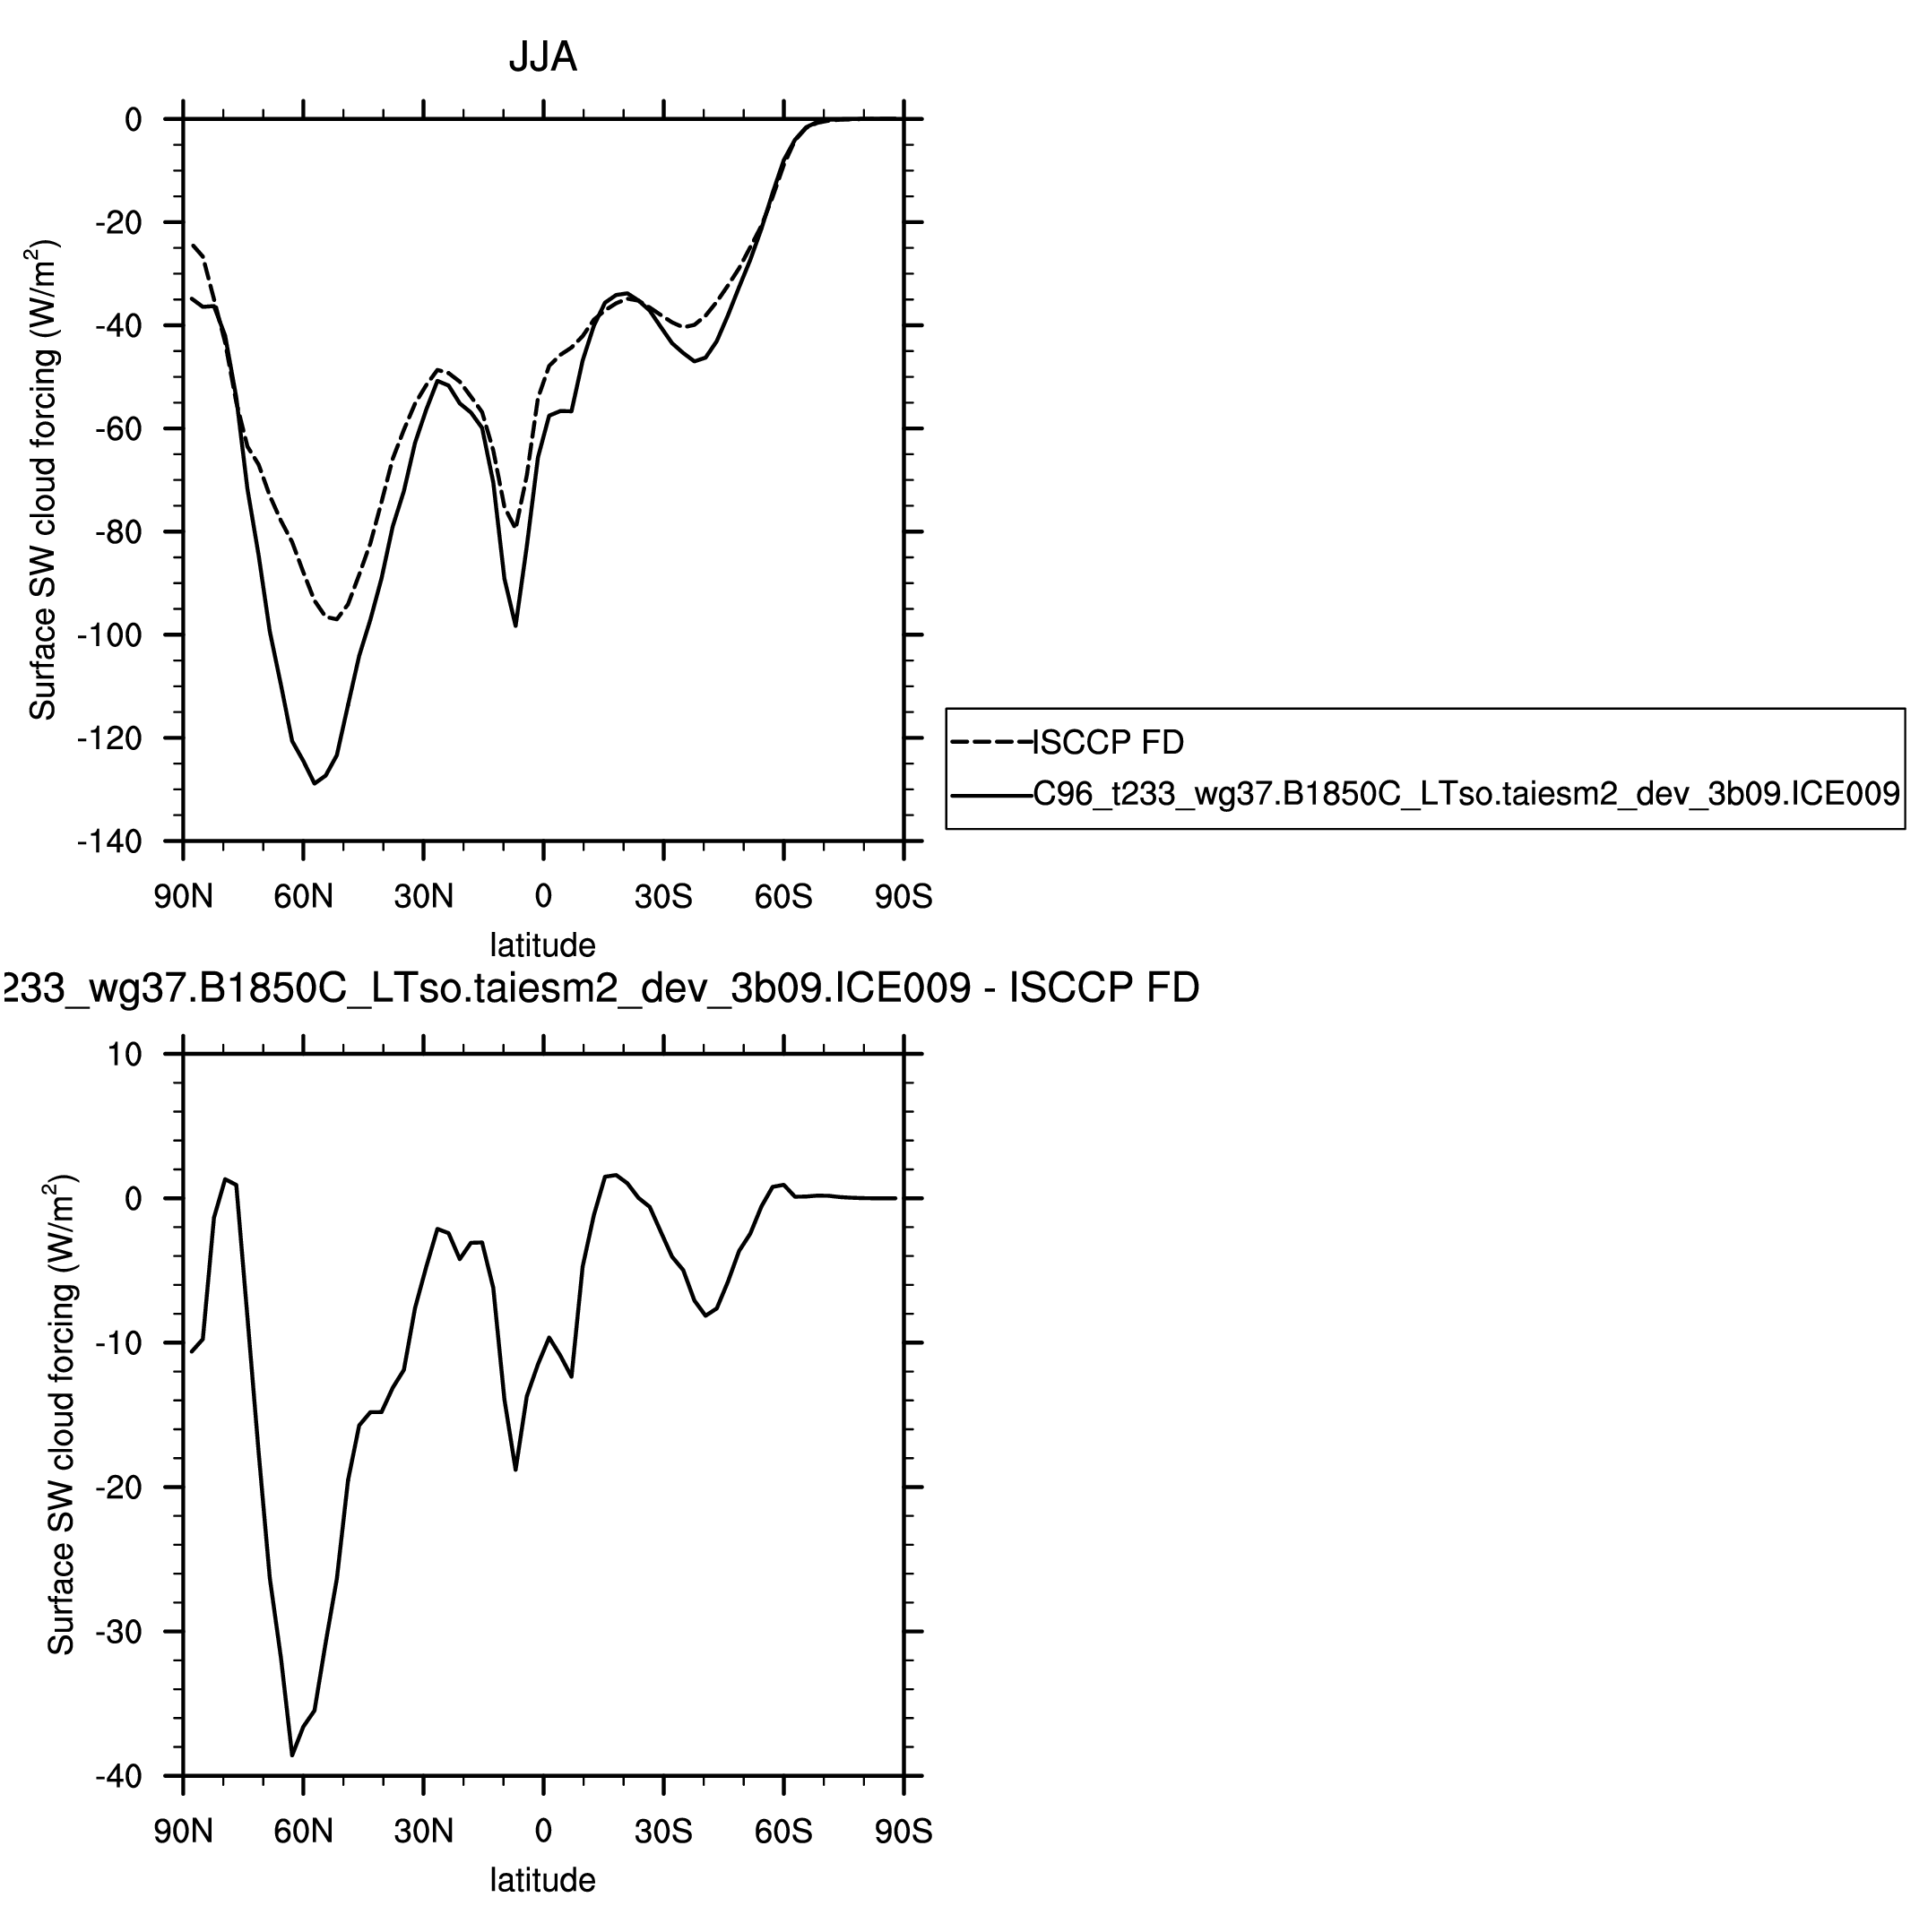 JJA
Surface SW cloud forcing (W/m2)
0
-20
-40
-60
-80
-100
-120
-140
90N 60N 30N 0 30S 60S 90S
latitude
ISCCP FD
C96_t233_wg37.B1850C_LTso.taiesm2_dev_3b09.ICE009
233_wg37.B1850C_LTso.taiesm2_dev_3b09.ICE009 - ISCCP FD
Surface SW cloud forcing (W/m2)
10
0
-10
-20
-30
-40
90N 60N 30N 0 30S 60S 90S
latitude